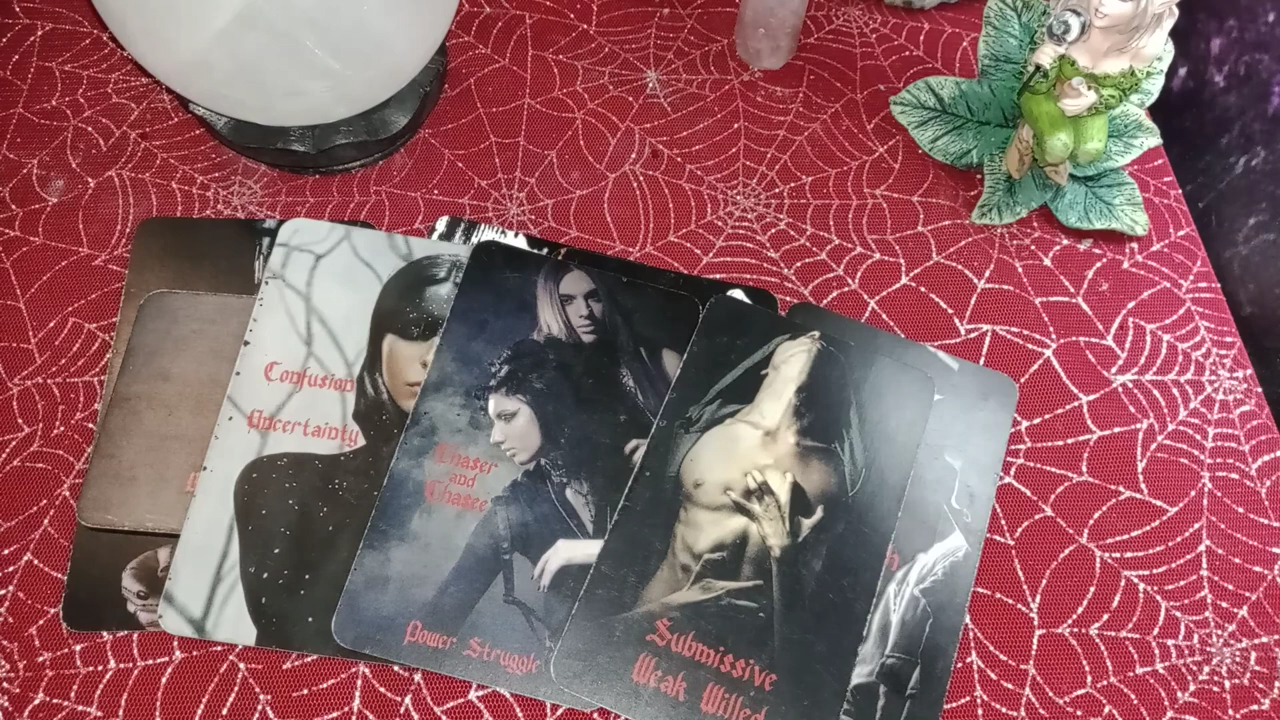 Confusion
Uncertainty
Chaser
and
Chasee
Power Struggle
Submissive
Weak Willed